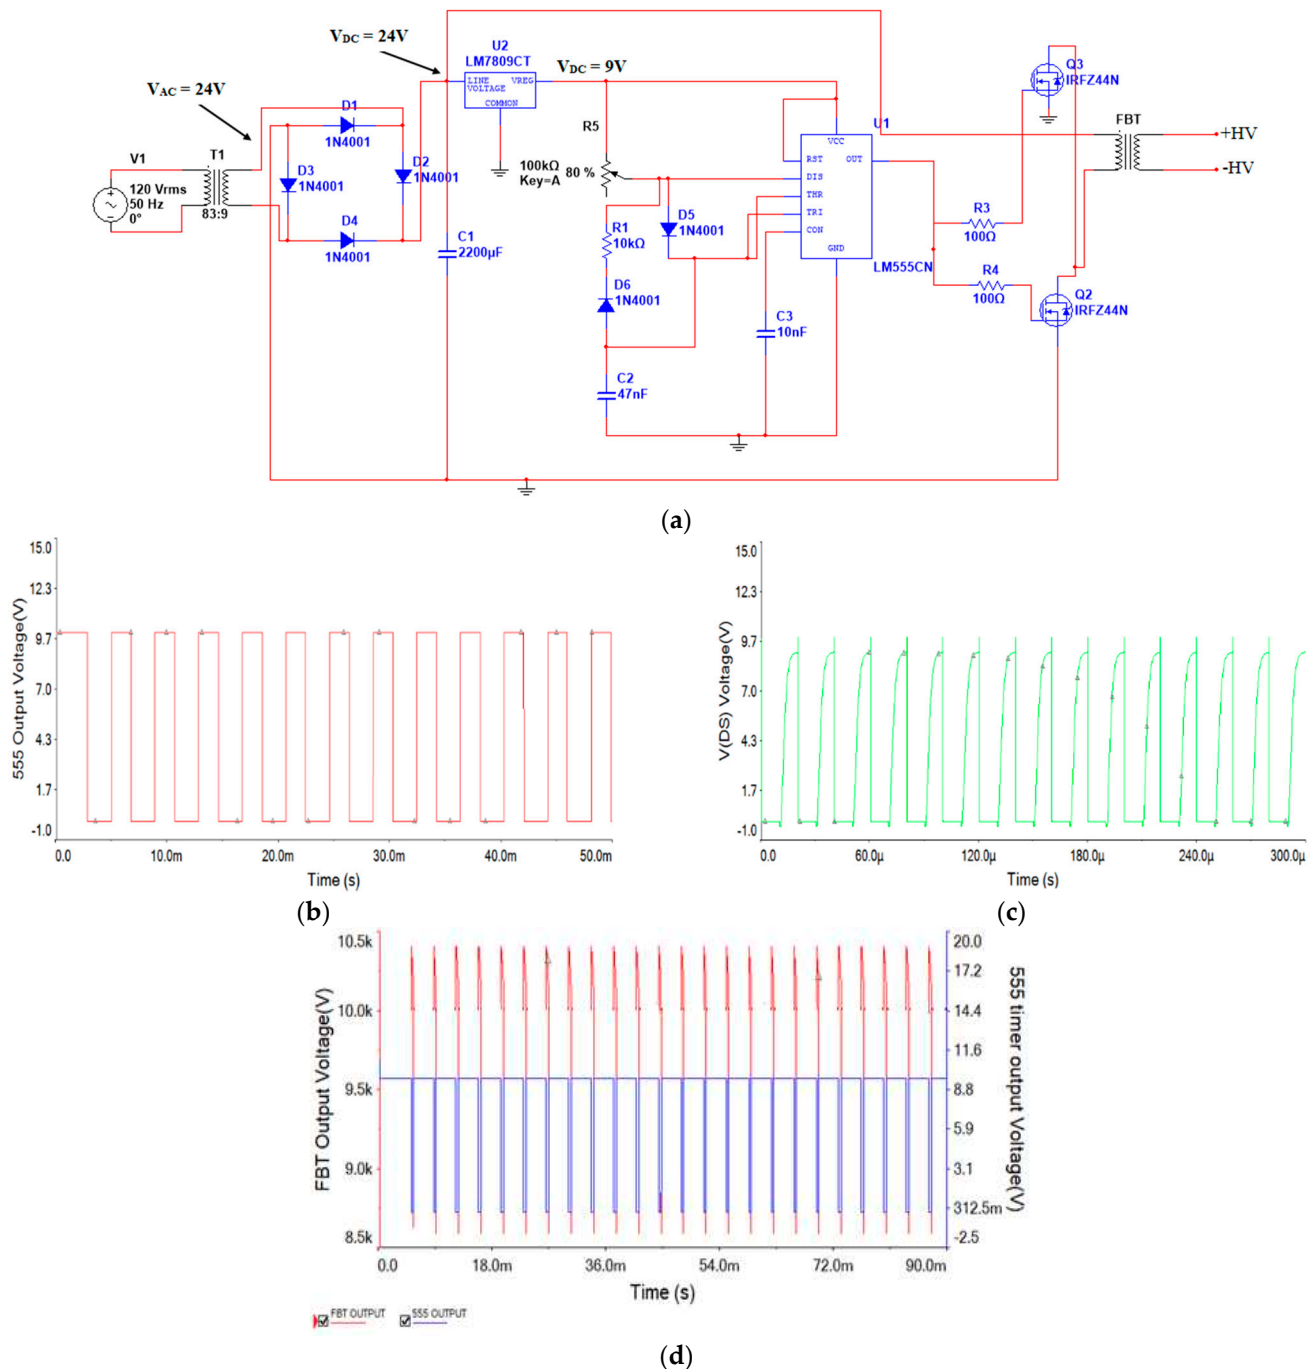 V_DC = 24V
V_AC = 24V
V_DC = 9V
U2
LM7809CT
LINE VREG
VOLTAGE
COMMON
V1
120 Vrms
50 Hz
0°
T1
83:9
D1
1N4001
D3
1N4001
D2
1N4001
D4
1N4001
C1
2200µF
R5
100kΩ
Key=A
80 %
R1
10kΩ
D5
1N4001
D6
1N4001
C2
47nF
C3
10nF
U1
VCC
RST OUT
DIS
THR
TRI
CON
GND
LM555CN
R3
100Ω
R4
100Ω
Q3
IRFZ44N
Q2
IRFZ44N
FBT
+HV
-HV
(a)
555 Output Voltage(V)
15.0
12.3
9.7
7.0
4.3
1.7
-1.0
0.0 10.0m 20.0m 30.0m 40.0m 50.0m
Time (s)
(b)
V(DS) Voltage(V)
15.0
12.3
9.7
7.0
4.3
1.7
-1.0
0.0 60.0µ 120.0µ 180.0µ 240.0µ 300.0µ
Time (s)
(c)
FBT Output Voltage(V)
10.5k
10.0k
9.5k
9.0k
8.5k
555 timer output Voltage(V)
20.0
17.2
14.4
11.6
8.8
5.9
3.1
312.5m
-2.5
0.0 18.0m 36.0m 54.0m 72.0m 90.0m
Time (s)
FBT OUTPUT 555 OUTPUT
(d)